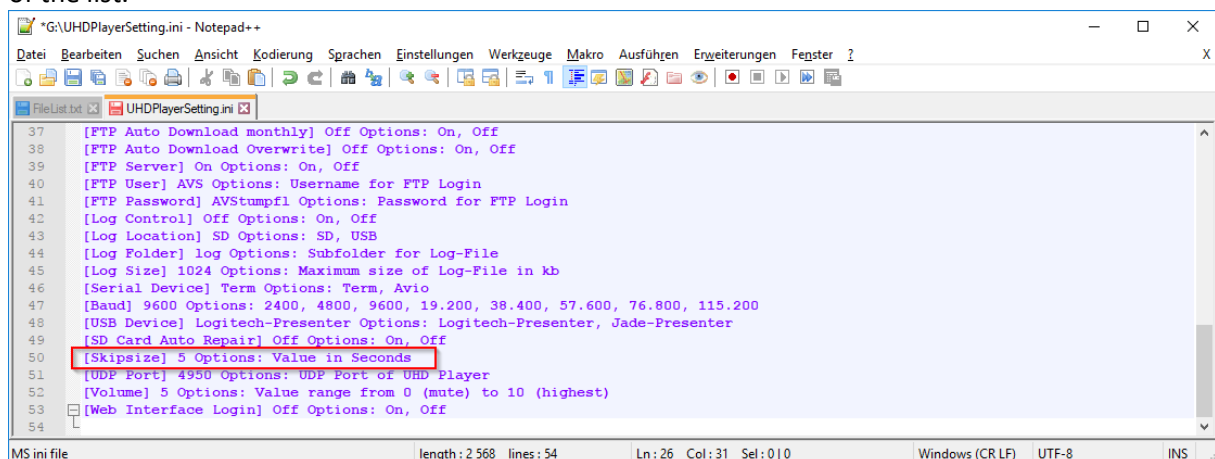 of the list.
*G:\UHDPlayerSetting.ini - Notepad++
Datei Bearbeiten Suchen Ansicht Kodierung Sprachen Einstellungen Werkzeuge Makro Ausführen Erweiterungen Fenster ? X
FileList.txt UHDPlayerSetting.ini
37 [FTP Auto Download monthly] Off Options: On, Off
38 [FTP Auto Download Overwrite] Off Options: On, Off
39 [FTP Server] On Options: On, Off
40 [FTP User] AVS Options: Username for FTP Login
41 [FTP Password] AVStumpfl Options: Password for FTP Login
42 [Log Control] Off Options: On, Off
43 [Log Location] SD Options: SD, USB
44 [Log Folder] log Options: Subfolder for Log-File
45 [Log Size] 1024 Options: Maximum size of Log-File in kb
46 [Serial Device] Term Options: Term, Avio
47 [Baud] 9600 Options: 2400, 4800, 9600, 19.200, 38.400, 57.600, 76.800, 115.200
48 [USB Device] Logitech-Presenter Options: Logitech-Presenter, Jade-Presenter
49 [SD Card Auto Repair] Off Options: On, Off
50 [Skipsize] 5 Options: Value in Seconds
51 [UDP Port] 4950 Options: UDP Port of UHD Player
52 [Volume] 5 Options: Value range from 0 (mute) to 10 (highest)
53 [Web Interface Login] Off Options: On, Off
54
MS ini file length : 2 568 lines : 54 Ln : 26 Col : 31 Sel : 0 | 0 Windows (CR LF) UTF-8 INS